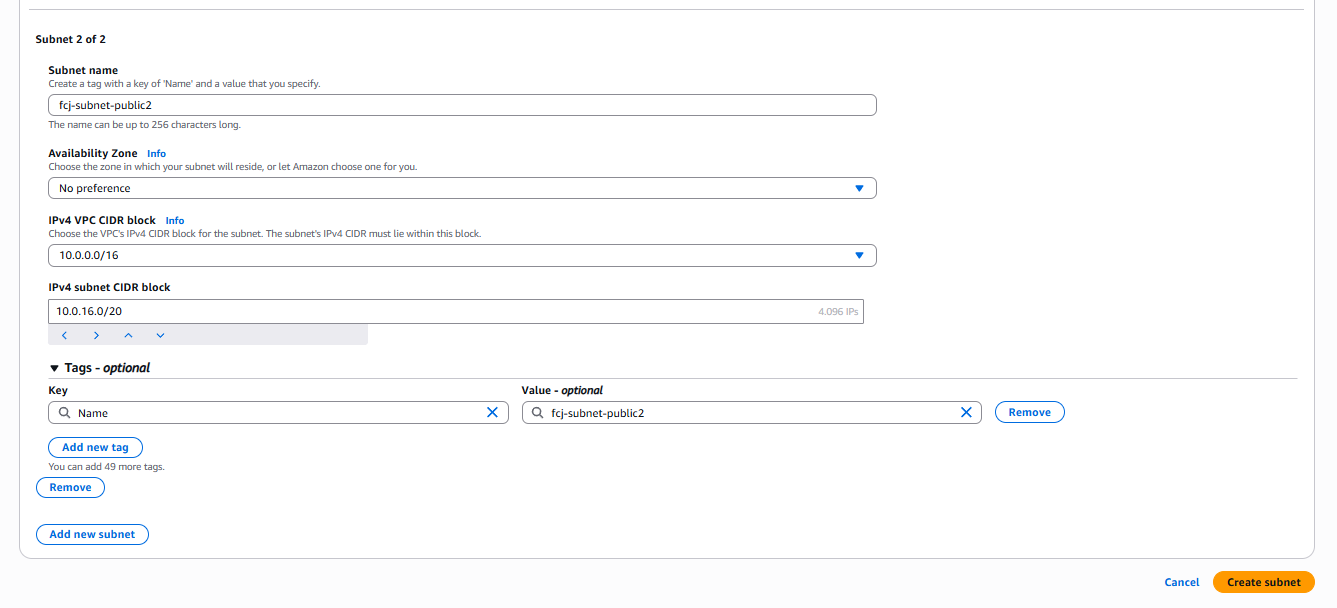 Subnet 2 of 2
Subnet name
Create a tag with a key of 'Name' and a value that you specify.
fcj-subnet-public2
The name can be up to 256 characters long.
Availability Zone Info
Choose the zone in which your subnet will reside, or let Amazon choose one for you.
No preference
IPv4 VPC CIDR block Info
Choose the VPC's IPv4 CIDR block for the subnet. The subnet's IPv4 CIDR must lie within this block.
10.0.0.0/16
IPv4 subnet CIDR block
10.0.16.0/20 4.096 IPs
Tags - optional
Key Value - optional
Name fcj-subnet-public2 Remove
Add new tag
You can add 49 more tags.
Remove
Add new subnet
Cancel Create subnet